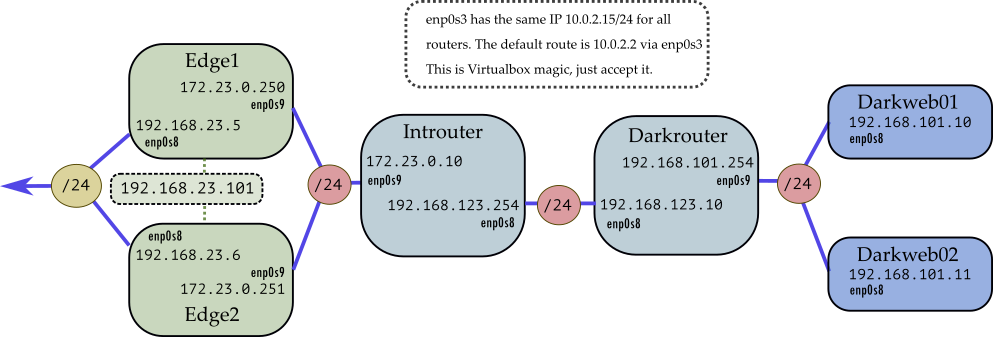 enp0s3 has the same IP 10.0.2.15/24 for all
routers. The default route is 10.0.2.2 via enp0s3
This is Virtualbox magic, just accept it.
Edge1
172.23.0.250
enp0s9
192.168.23.5
enp0s8
/24
192.168.23.101
enp0s8
192.168.23.6
enp0s9
172.23.0.251
Edge2
/24
Introuter
172.23.0.10
enp0s9
192.168.123.254
enp0s8
/24
Darkrouter
192.168.101.254
enp0s9
192.168.123.10
enp0s8
/24
Darkweb01
192.168.101.10
enp0s8
Darkweb02
192.168.101.11
enp0s8